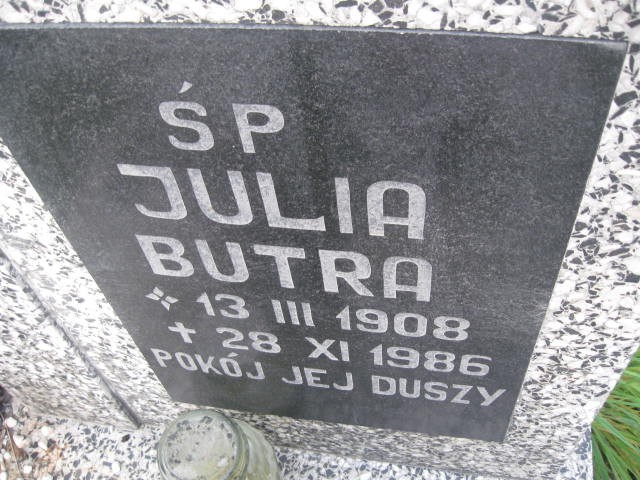 ŚP
JULIA
BUTRA
13 III 1908
✝ 28 XI 1986
POKÓJ JEJ DUSZY